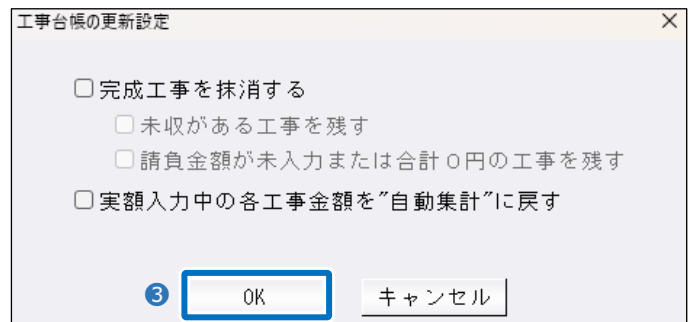 工事台帳の更新設定
完成工事を抹消する
未収がある工事を残す
請負金額が未入力または合計０円の工事を残す
実額入力中の各工事金額を"自動集計"に戻す
❸ OK キャンセル